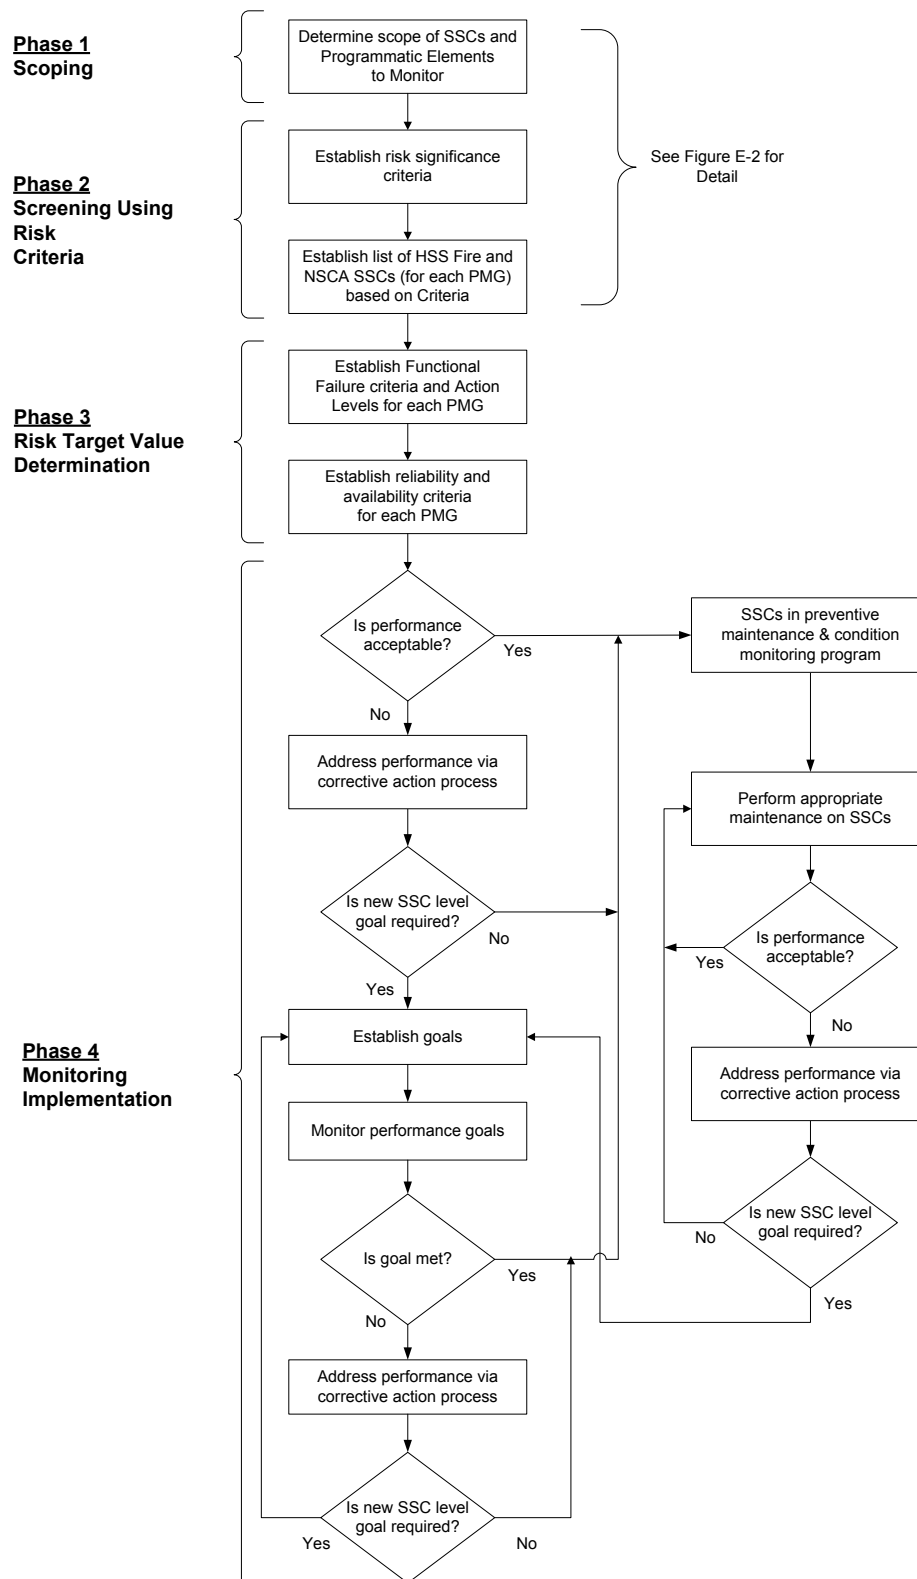 Phase 1
Scoping
Determine scope of SSCs and
Programmatic Elements
to Monitor
Phase 2
Screening Using
Risk
Criteria
Establish risk significance
criteria
See Figure E-2 for
Detail
Establish list of HSS Fire and
NSCA SSCs (for each PMG)
based on Criteria
Phase 3
Risk Target Value
Determination
Establish Functional
Failure criteria and Action
Levels for each PMG
Establish reliability and
availability criteria
for each PMG
Phase 4
Monitoring
Implementation
Is performance
acceptable?
Yes
No
Address performance via
corrective action process
Is new SSC level
goal required?
No
Yes
Establish goals
Monitor performance goals
Is goal met?
Yes
No
Address performance via
corrective action process
Is new SSC level
goal required?
Yes
No
SSCs in preventive
maintenance & condition
monitoring program
Perform appropriate
maintenance on SSCs
Is performance
acceptable?
Yes
No
Address performance via
corrective action process
Is new SSC level
goal required?
No
Yes